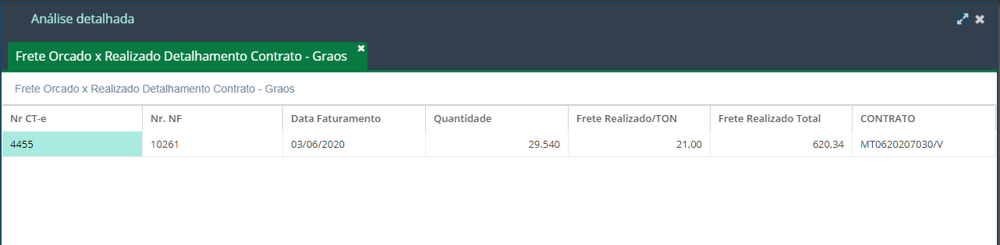 Análise detalhada
Frete Orcado x Realizado Detalhamento Contrato - Graos
Frete Orcado x Realizado Detalhamento Contrato - Graos
Nr CT-e Nr. NF Data Faturamento Quantidade Frete Realizado/TON Frete Realizado Total CONTRATO
4455 10261 03/06/2020 29.540 21,00 620,34 MT0620207030/V